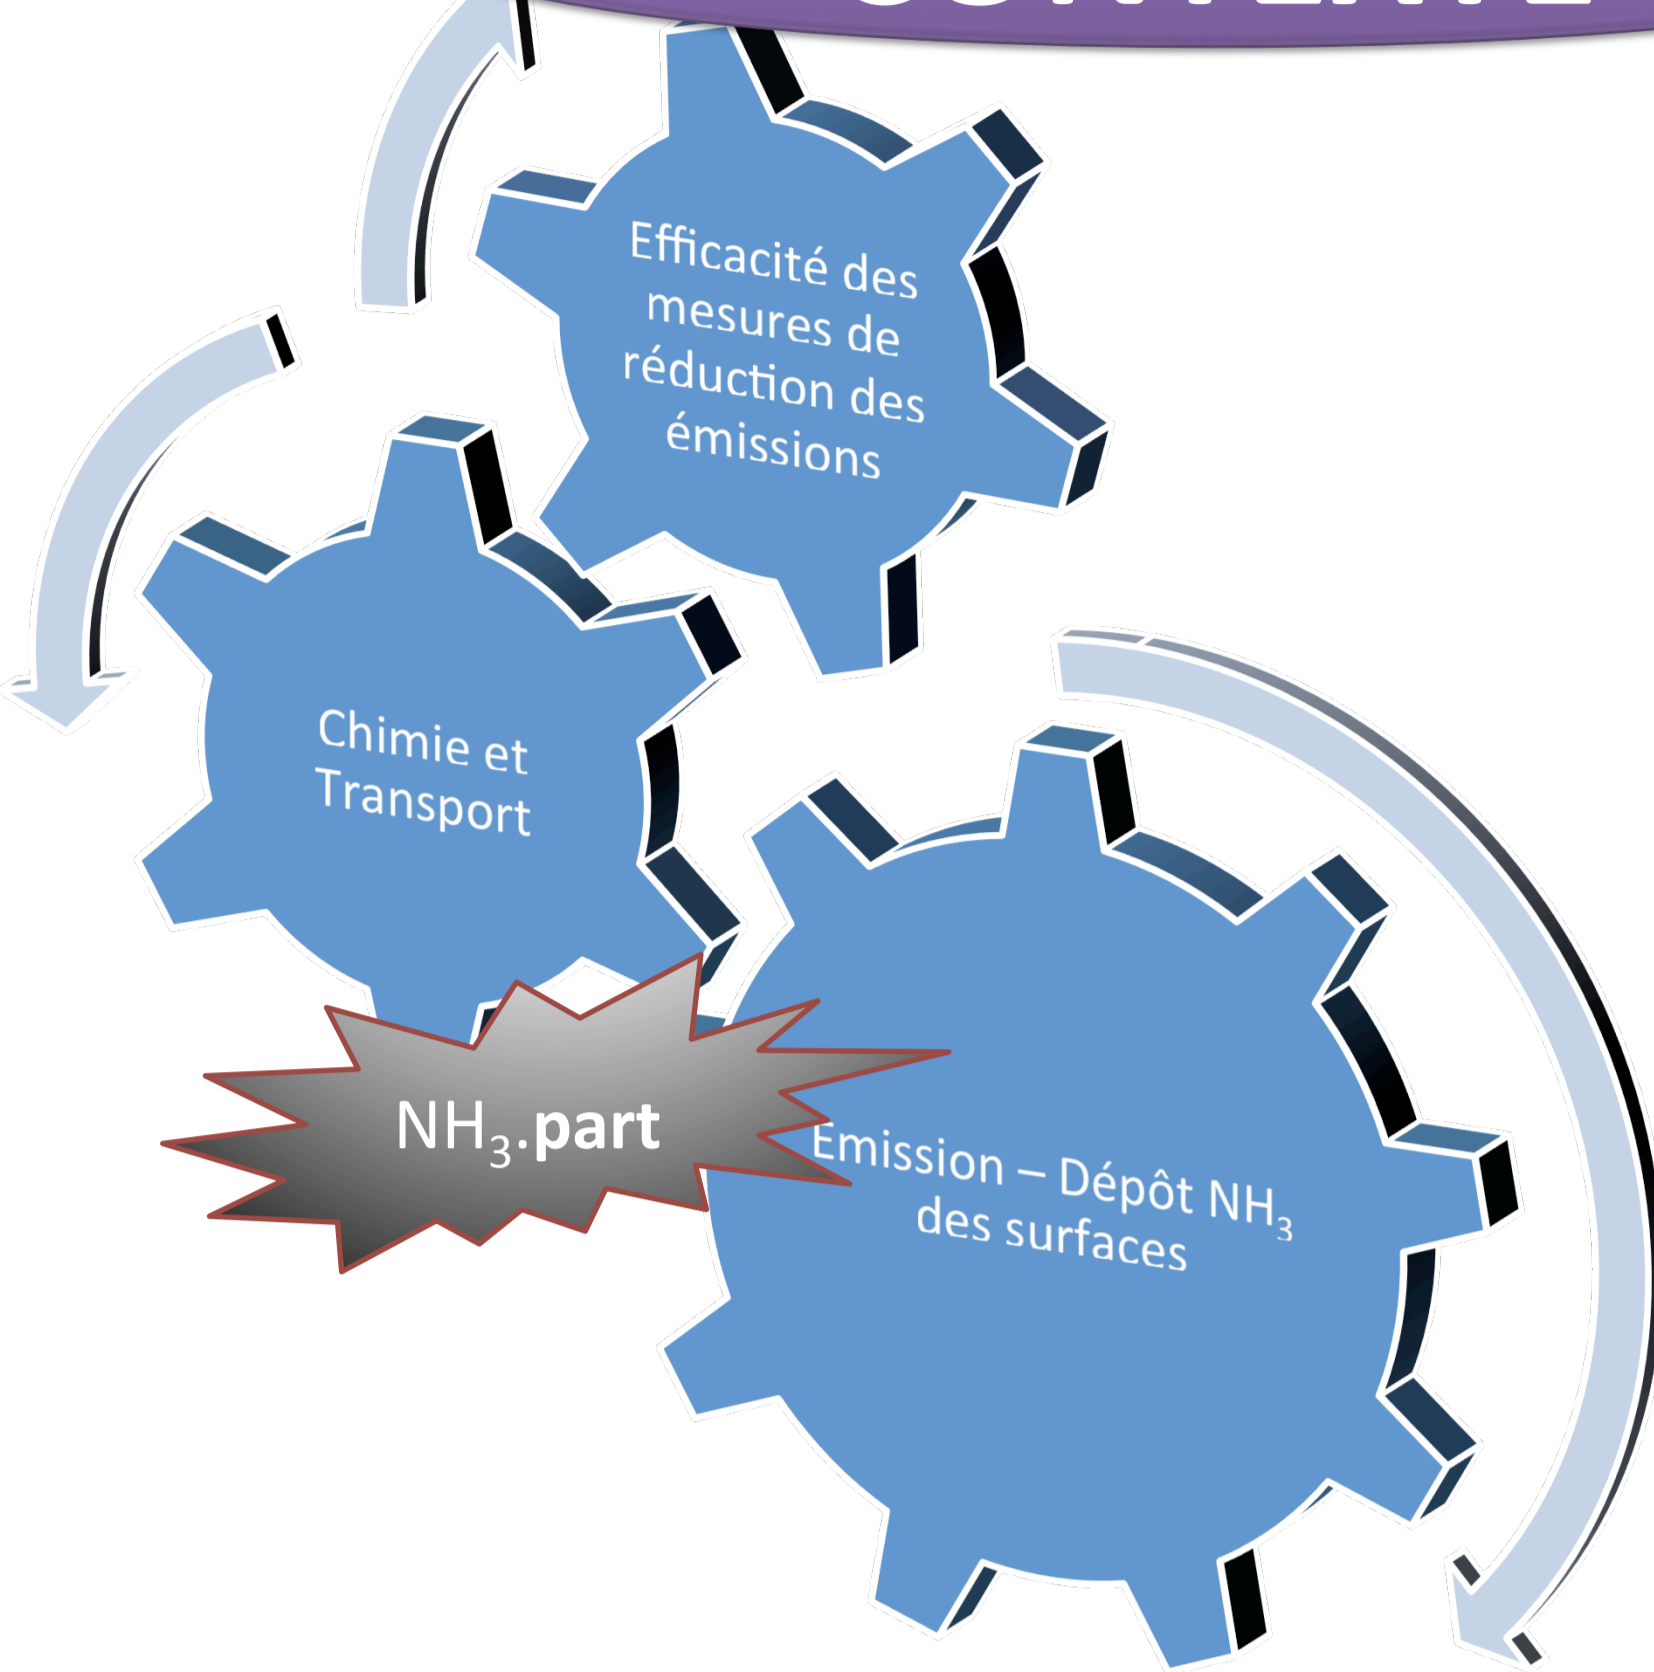 Efficacité des
mesures de
réduction des
émissions
Chimie et
Transport
NH₃.part
Emission – Dépôt NH₃
des surfaces